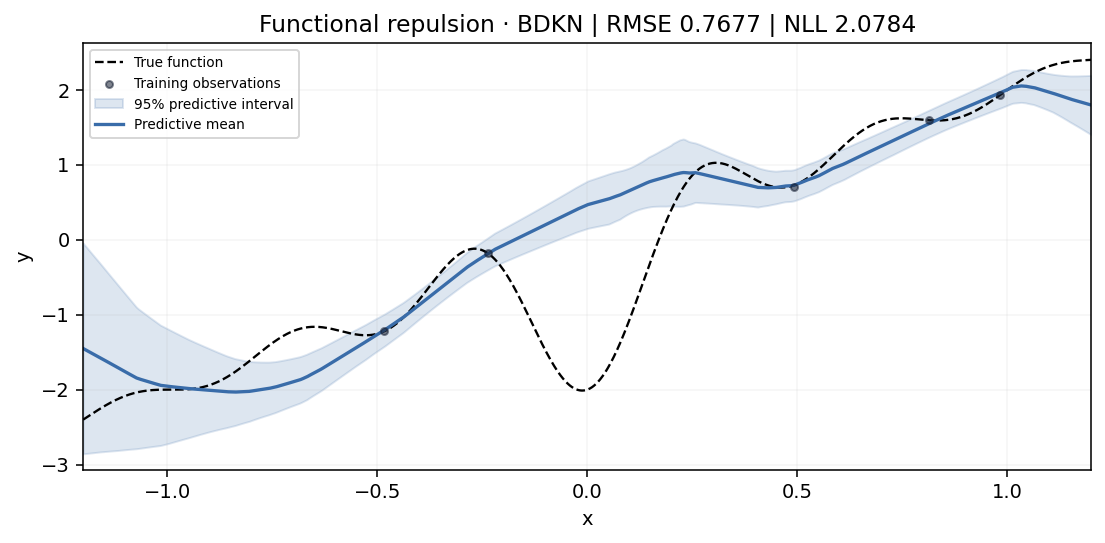 Functional repulsion · BDKN | RMSE 0.7677 | NLL 2.0784
True function
Training observations
95% predictive interval
Predictive mean
y
2
1
0
−1
−2
−3
−1.0 −0.5 0.0 0.5 1.0
x